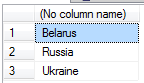 (No column name)
1 Belarus
2 Russia
3 Ukraine